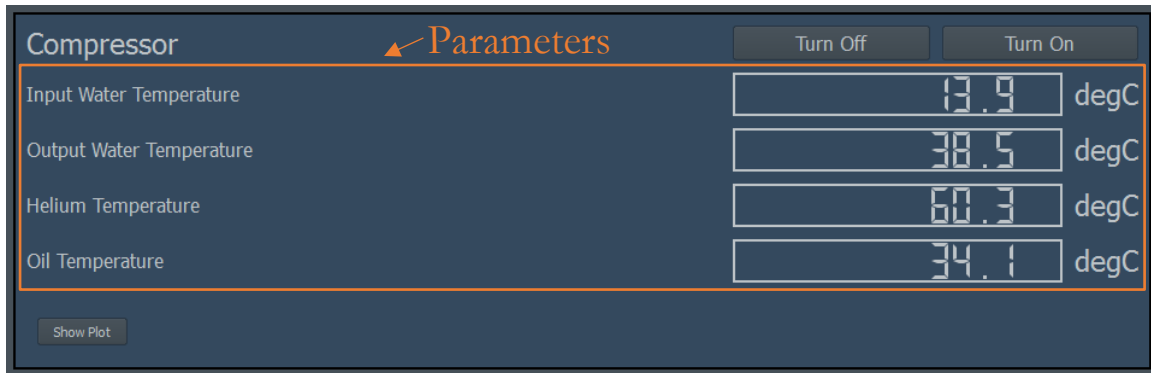 Compressor Parameters Turn Off Turn On
Input Water Temperature 13.9 degC
Output Water Temperature 38.5 degC
Helium Temperature 60.3 degC
Oil Temperature 34.1 degC
Show Plot